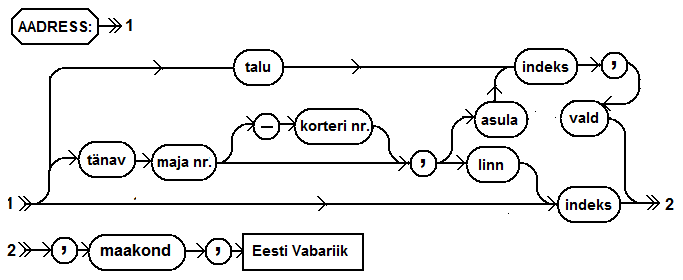 AADRESS: 1
talu indeks ,
– korteri nr. asula vald
tänav maja nr. , linn
1 indeks 2
2 , maakond , Eesti Vabariik